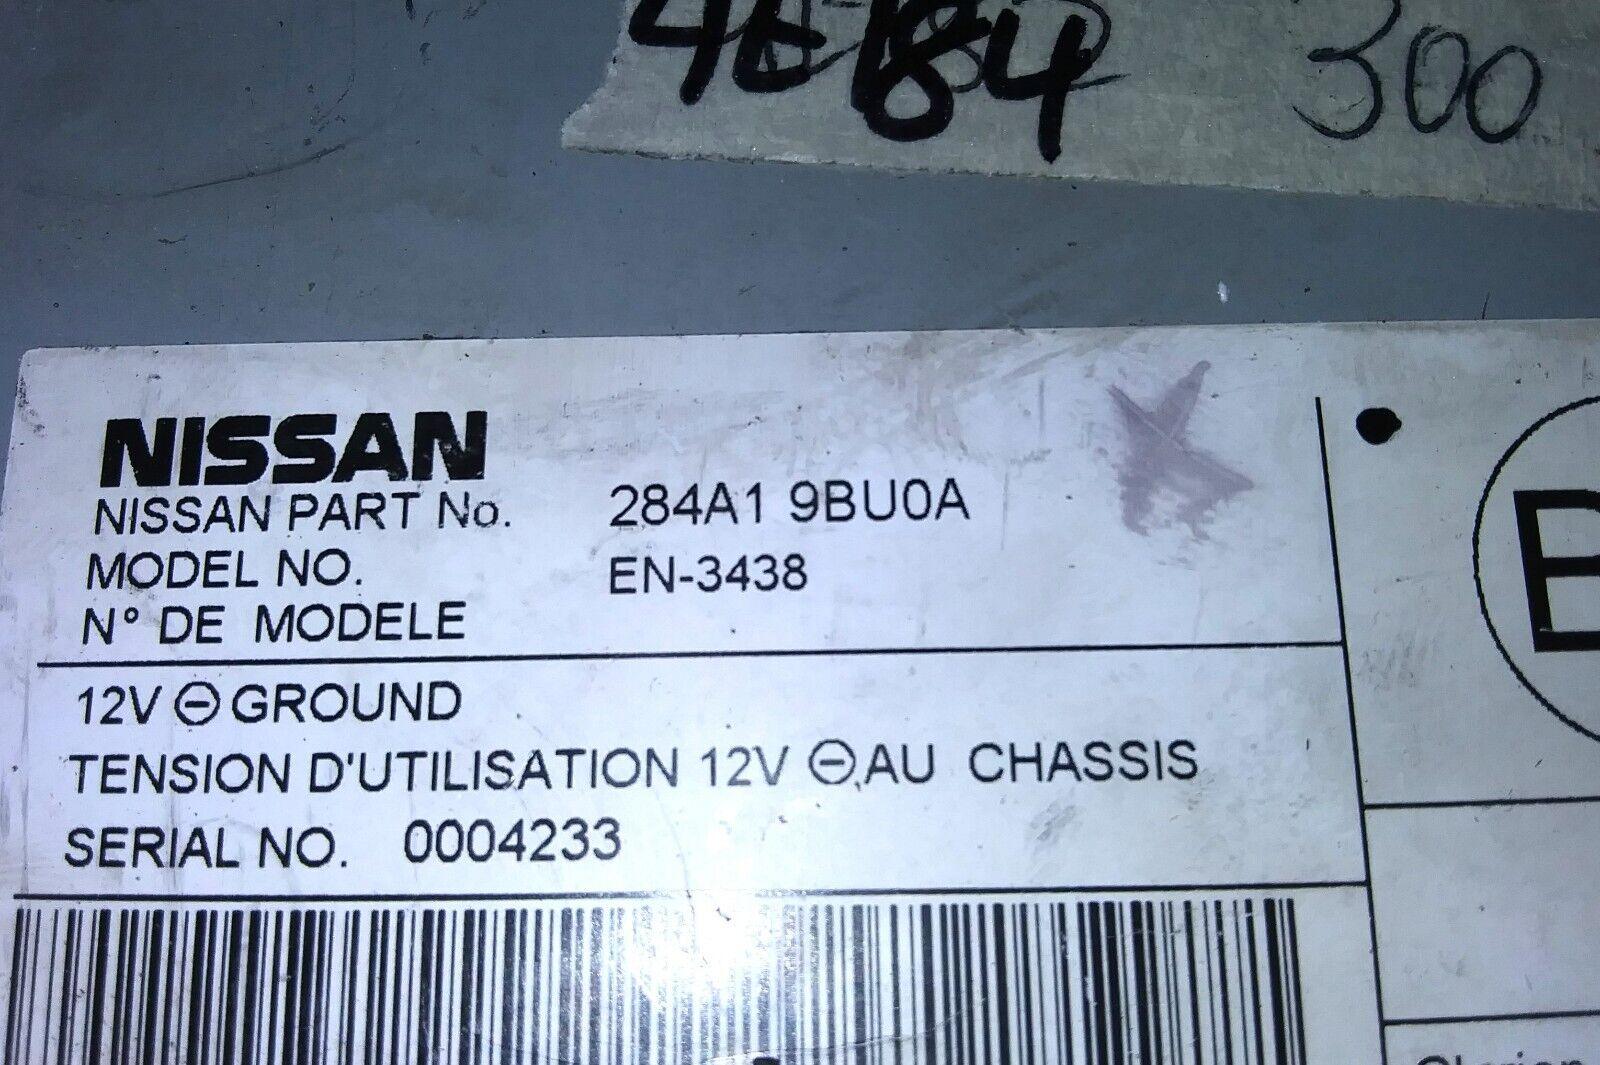 4E184 300
NISSAN
NISSAN PART No. 284A1 9BU0A
MODEL NO. EN-3438
N° DE MODELE
12V ⊖ GROUND
TENSION D'UTILISATION 12V ⊖ AU CHASSIS
SERIAL NO. 0004233